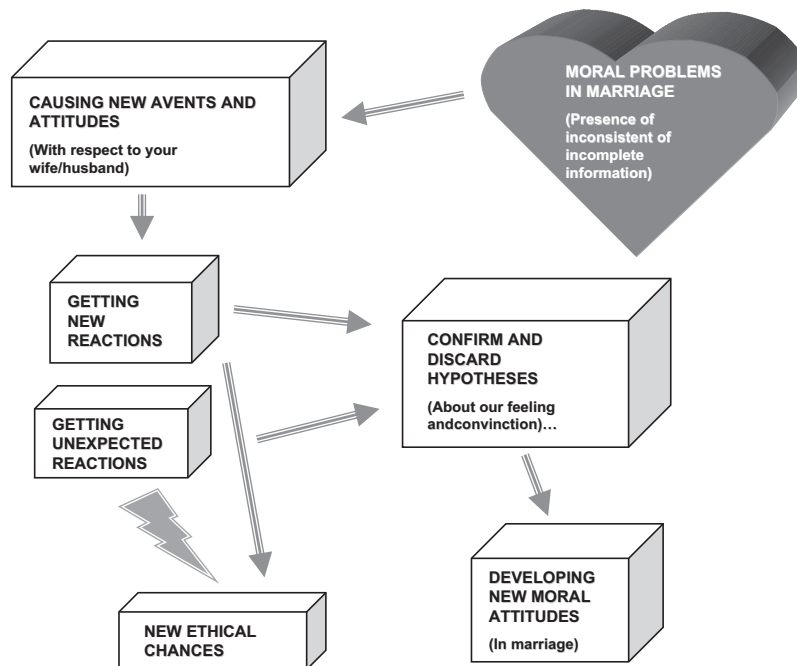 MORAL PROBLEMS
IN MARRIAGE
(Presence of
inconsistent of
incomplete
information)
CAUSING NEW AVENTS AND
ATTITUDES
(With respect to your
wife/husband)
GETTING
NEW
REACTIONS
GETTING
UNEXPECTED
REACTIONS
CONFIRM AND
DISCARD
HYPOTHESES
(About our feeling
andconvinction)…
NEW ETHICAL
CHANCES
DEVELOPING
NEW MORAL
ATTITUDES
(In marriage)